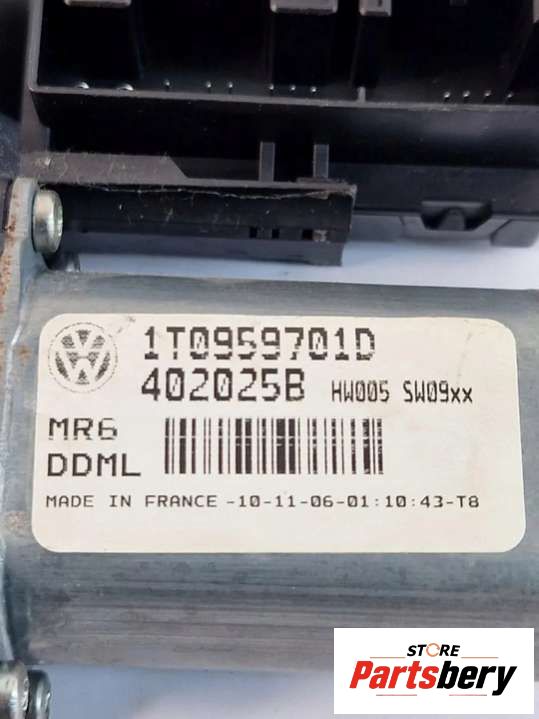 1T0959701D
402025B HW005 SW09xx
MR6
DDML
MADE IN FRANCE -10-11-06-01:10:43-T8
STORE
Partsbery